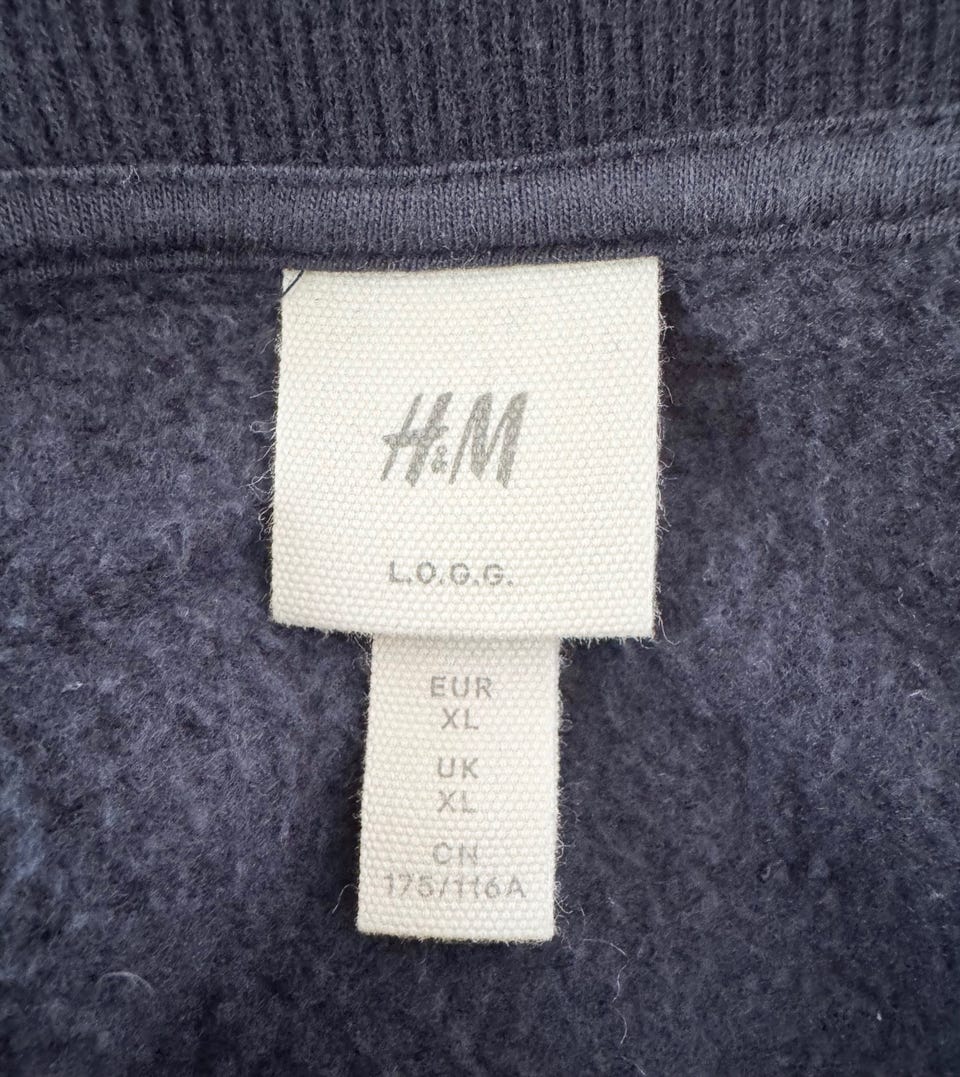 H&M
L.O.G.G.
EUR
XL
UK
XL
CN
175/116A